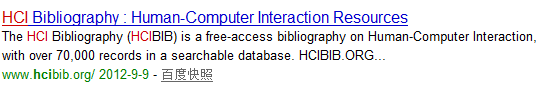 HCI Bibliography : Human-Computer Interaction Resources
The HCI Bibliography (HCIBIB) is a free-access bibliography on Human-Computer Interaction,
with over 70,000 records in a searchable database. HCIBIB.ORG...
www.hcibib.org/ 2012-9-9 - 百度快照